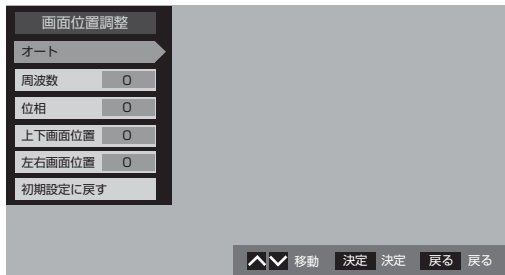 画面位置調整
オート
周波数 0
位相 0
上下画面位置 0
左右画面位置 0
初期設定に戻す
移動 決定 決定 戻る 戻る